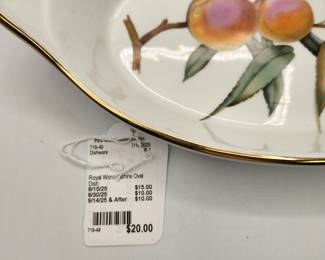 719-49
Dishware
Royal Worcestershire Oval
Dish
8/15/25 $15.00
8/30/25 $10.00
9/14/25 & After $10.00
719-49 $20.00